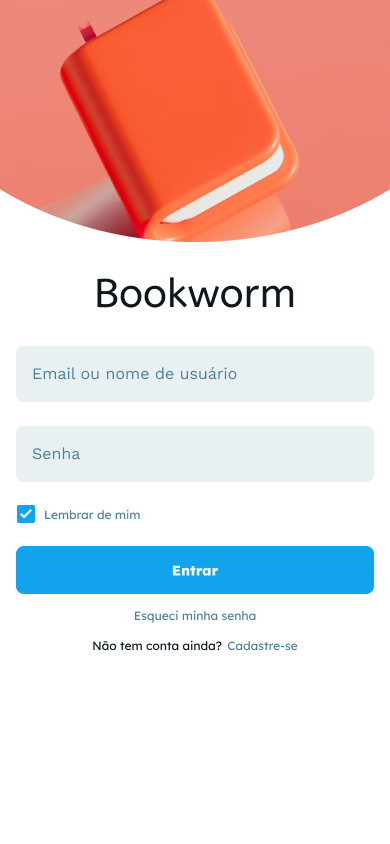 Bookworm
Email ou nome de usuário
Senha
Lembrar de mim
Entrar
Esqueci minha senha
Não tem conta ainda? Cadastre-se